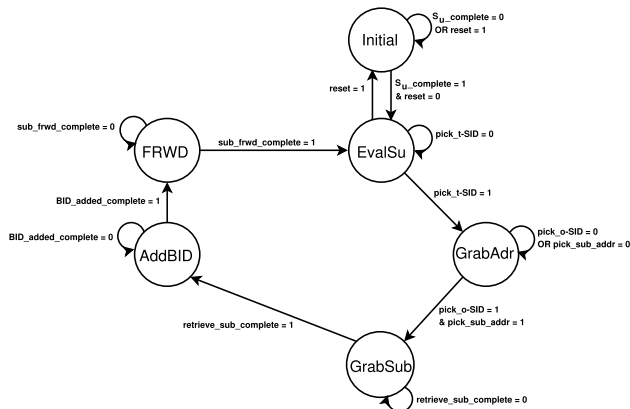 S_u_complete = 0
OR reset = 1
Initial
reset = 1
S_u_complete = 1
& reset = 0
sub_frwd_complete = 0
FRWD
sub_frwd_complete = 1
EvalSu
pick_t-SID = 0
BID_added_complete = 1
pick_t-SID = 1
BID_added_complete = 0
AddBID
GrabAdr
pick_o-SID = 0
OR pick_sub_addr = 0
pick_o-SID = 1
& pick_sub_addr = 1
retrieve_sub_complete = 1
GrabSub
retrieve_sub_complete = 0